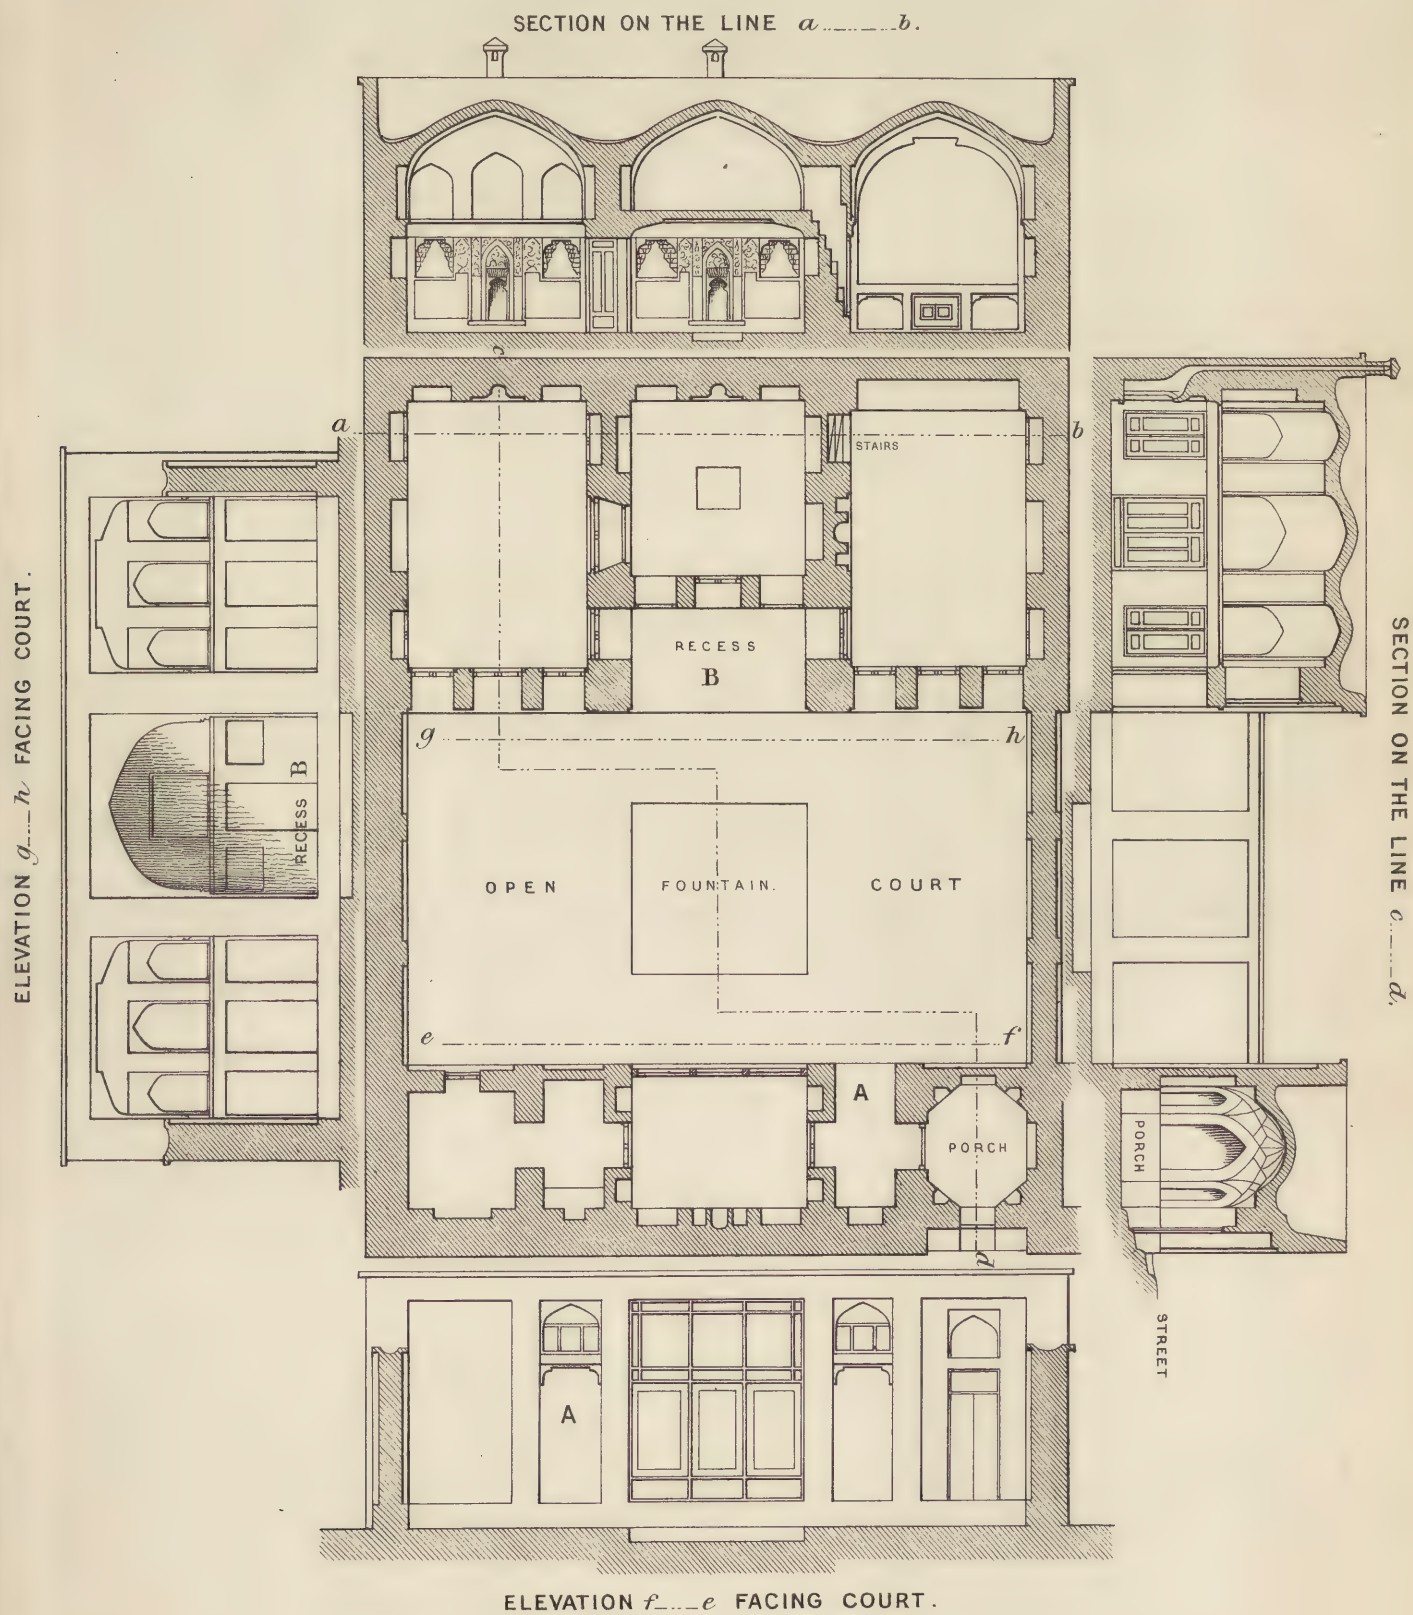 SECTION ON THE LINE a......b.
c
a
b
STAIRS
RECESS
B
g
h
OPEN
FOUNTAIN.
COURT
e
f
A
PORCH
d
ELEVATION g....h FACING COURT.
RECESS B
SECTION ON THE LINE c......d.
PORCH
STREET
A
ELEVATION f.....e FACING COURT.